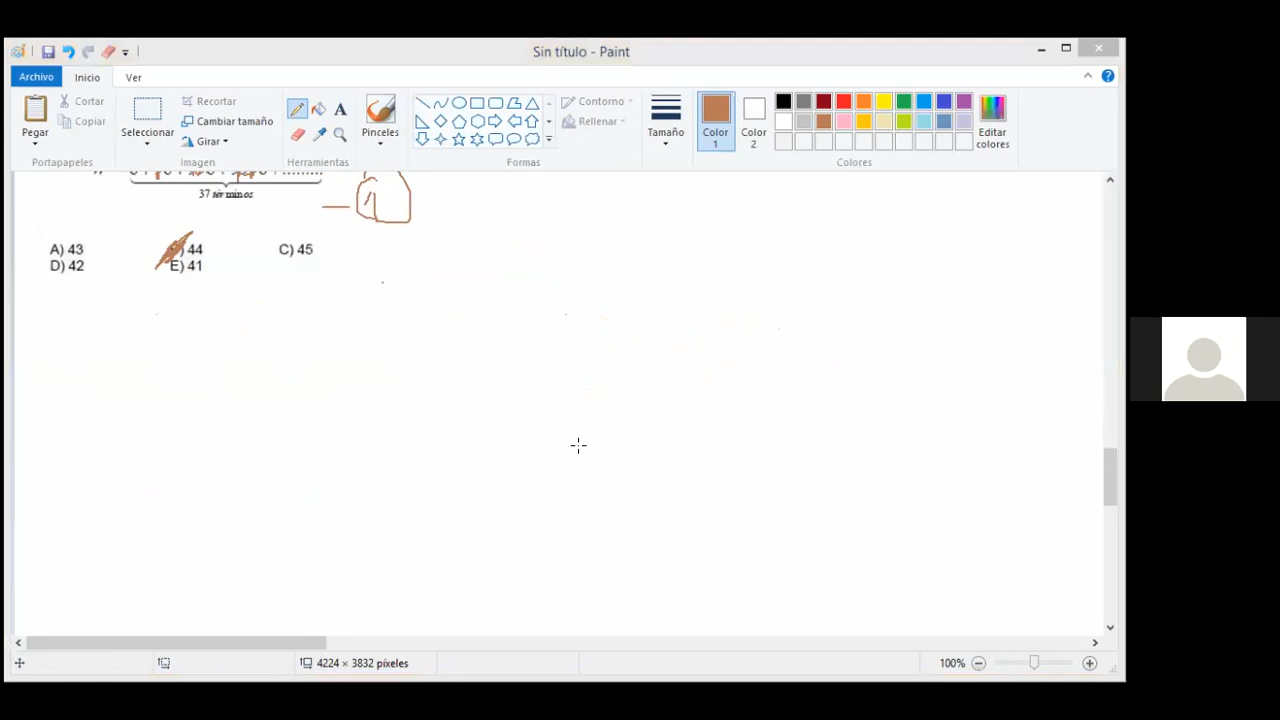 Sin título - Paint
Archivo Inicio Ver
Pegar
Cortar
Copiar
Portapapeles
Seleccionar
Recortar
Cambiar tamaño
Girar
Imagen
A
Herramientas
Pinceles
Contorno
Rellenar
Formas
Tamaño
Color 1
Color 2
Editar colores
Colores
37 términos
A) 43 ) 44 C) 45
D) 42 E) 41
4224 × 3832 píxeles
100%